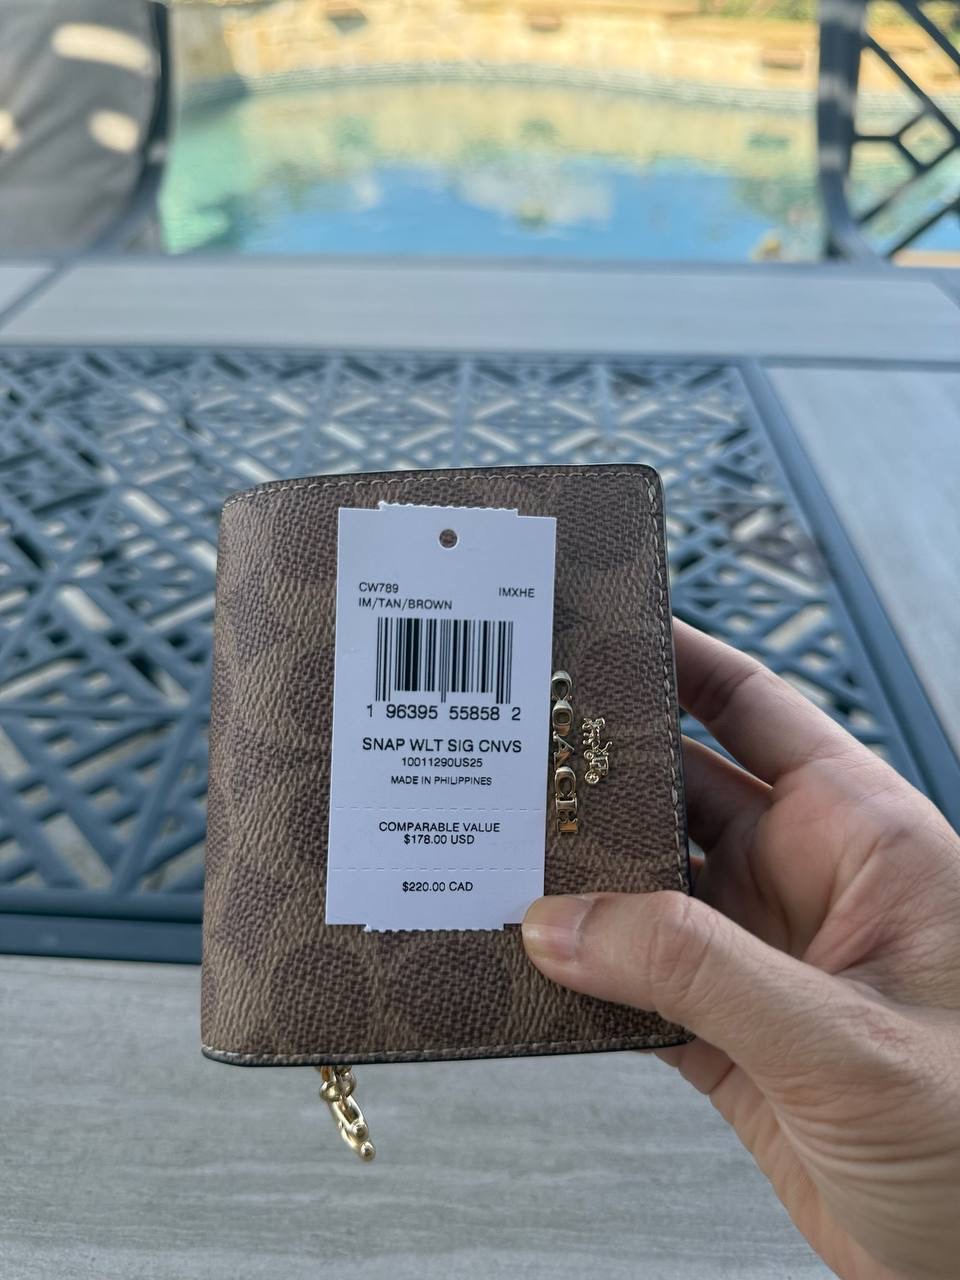 CW789 IMXHE
IM/TAN/BROWN
1 96395 55858 2
SNAP WLT SIG CNVS
10011290US25
MADE IN PHILIPPINES
COMPARABLE VALUE
$178.00 USD
$220.00 CAD
COACH